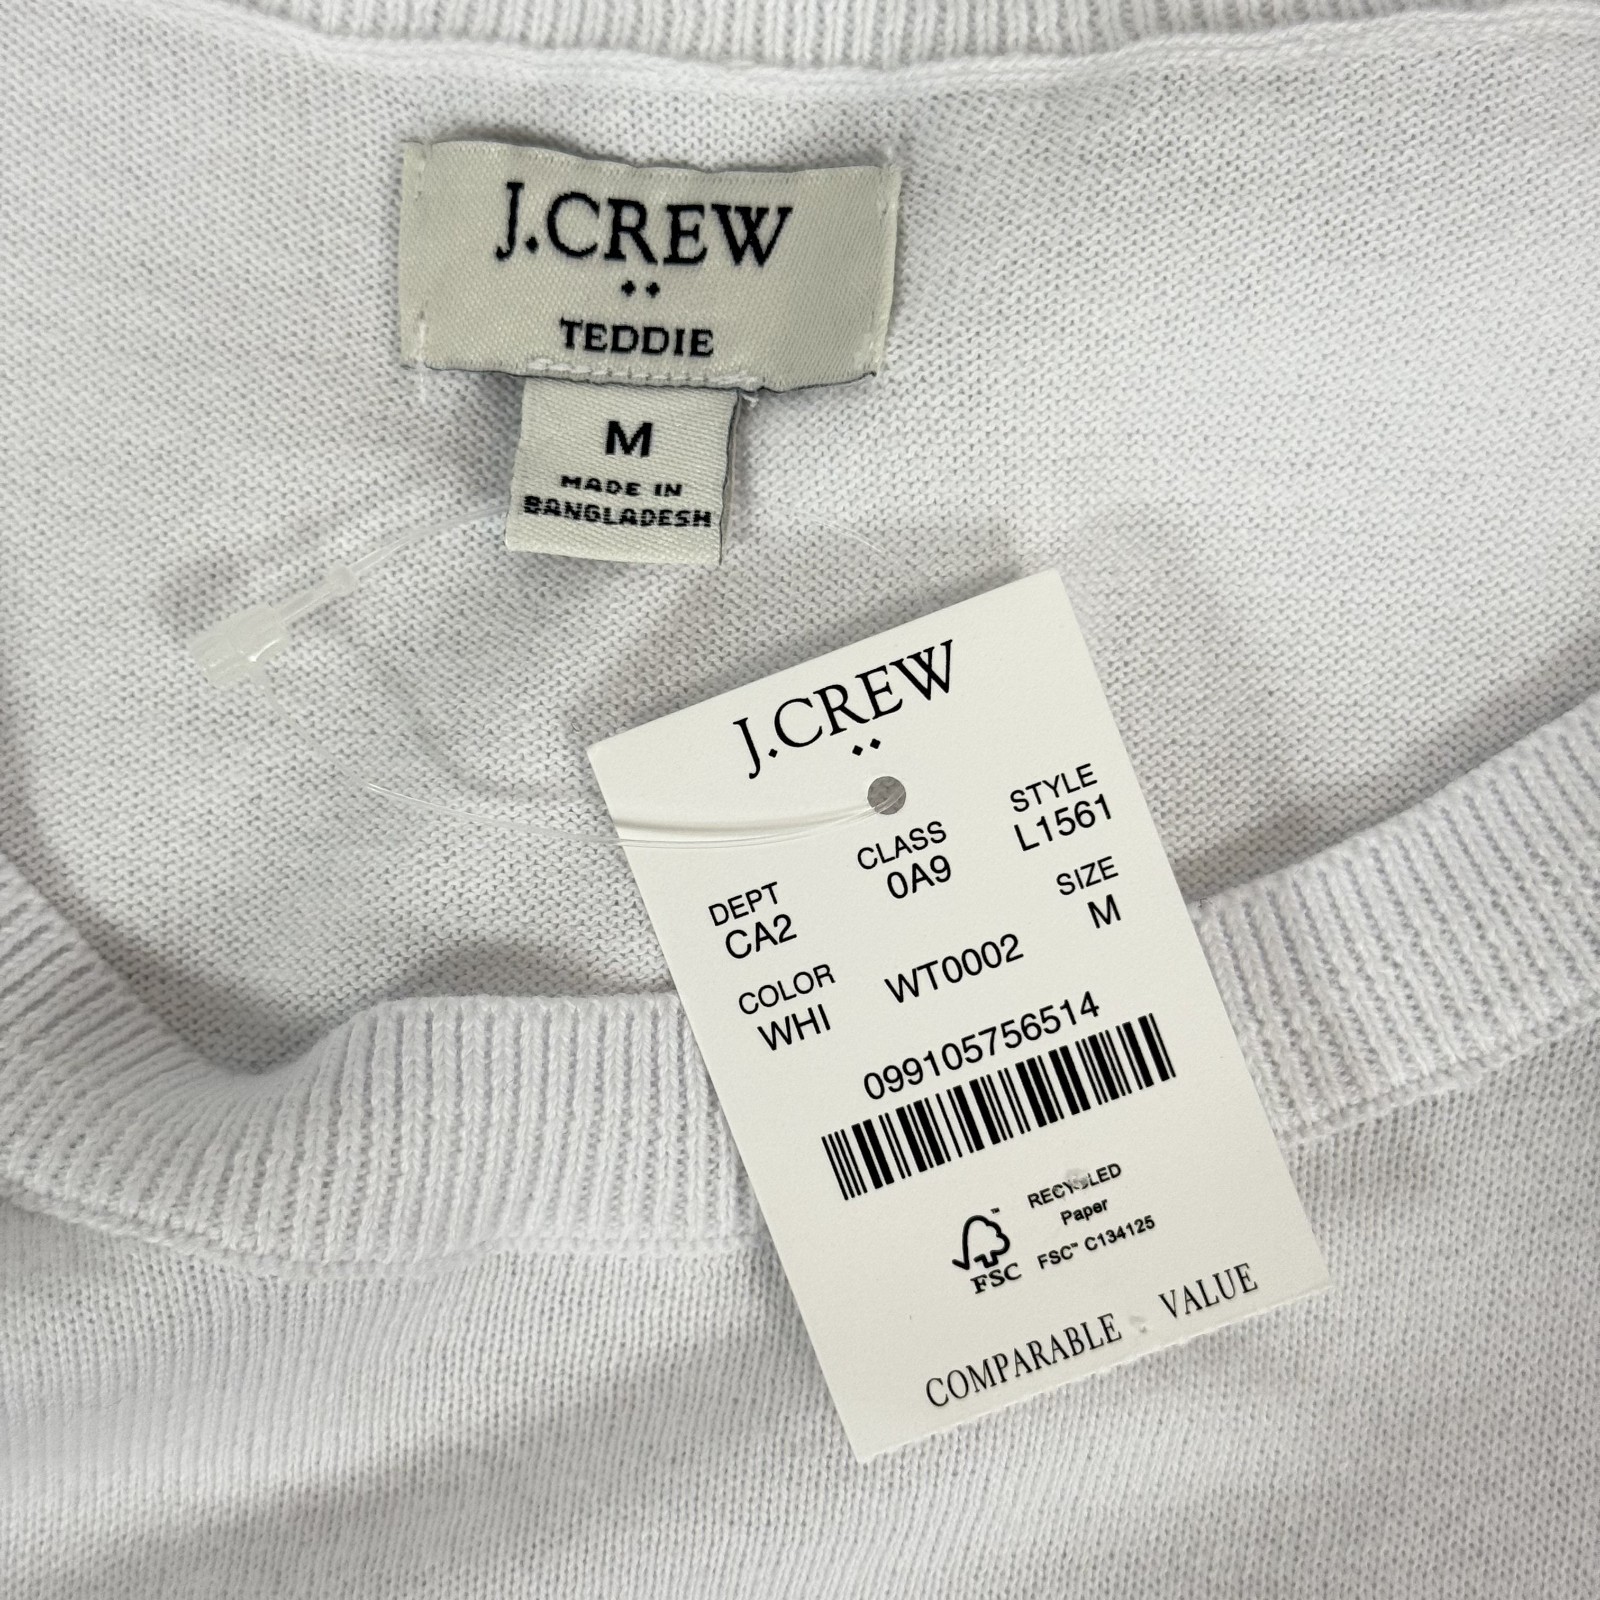 J.CREW
TEDDIE
M
MADE IN
BANGLADESH
J.CREW
DEPT CLASS STYLE
CA2 0A9 L1561
COLOR SIZE
WHI WT0002 M
099105756514
RECYCLED
Paper
FSC™ C134125
™
FSC
COMPARABLE VALUE